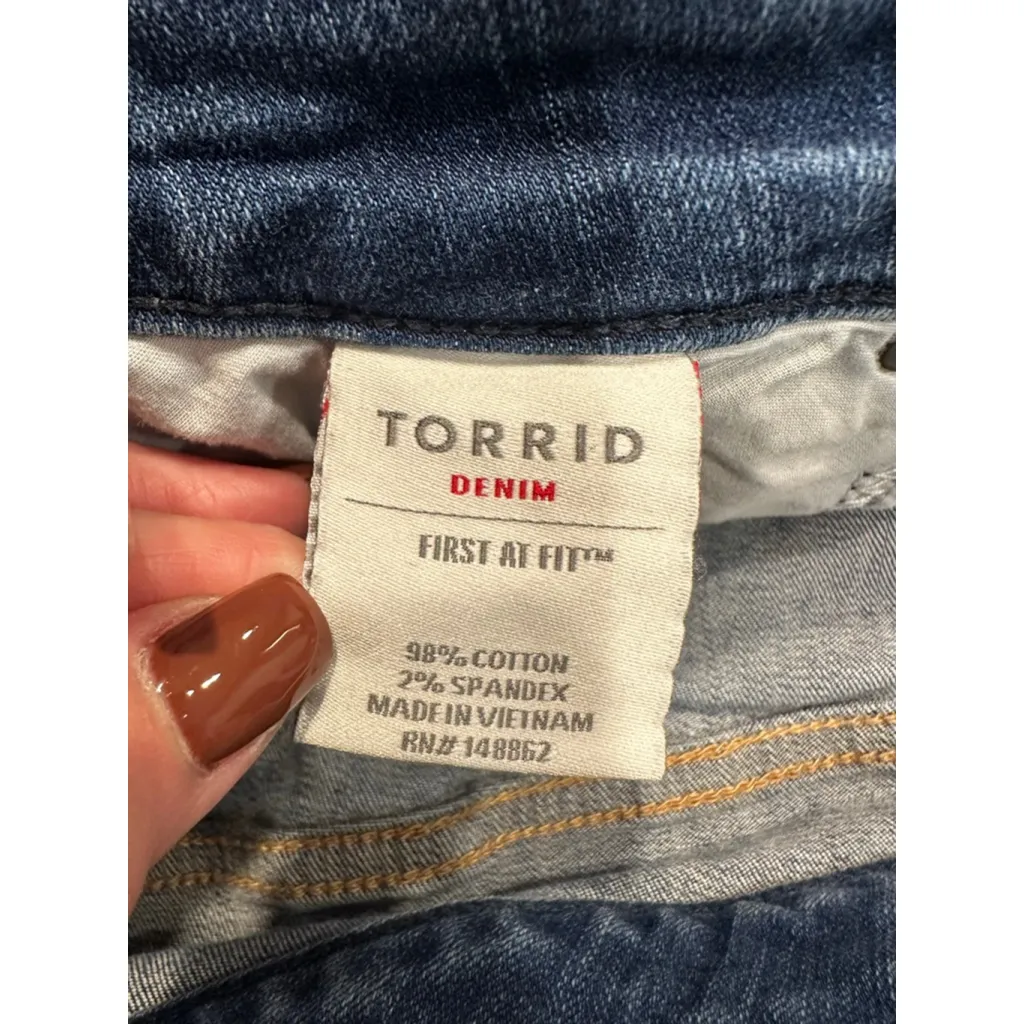 TORRID
DENIM
FIRST AT FIT™
98% COTTON
2% SPANDEX
MADE IN VIETNAM
RN# 148862